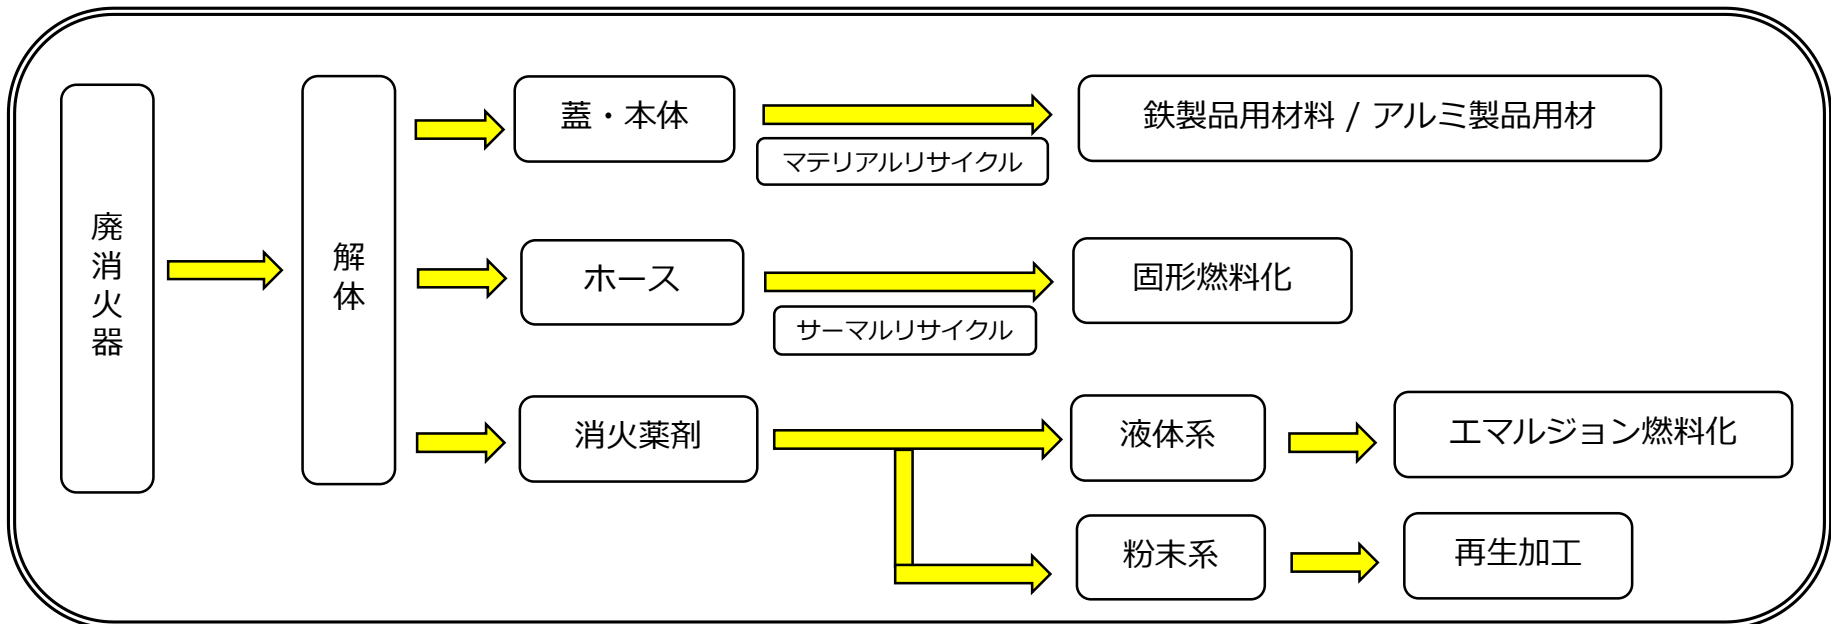 廃消火器
解体
蓋・本体
マテリアルリサイクル
鉄製品用材料 / アルミ製品用材
ホース
サーマルリサイクル
固形燃料化
消火薬剤
液体系
エマルジョン燃料化
粉末系
再生加工